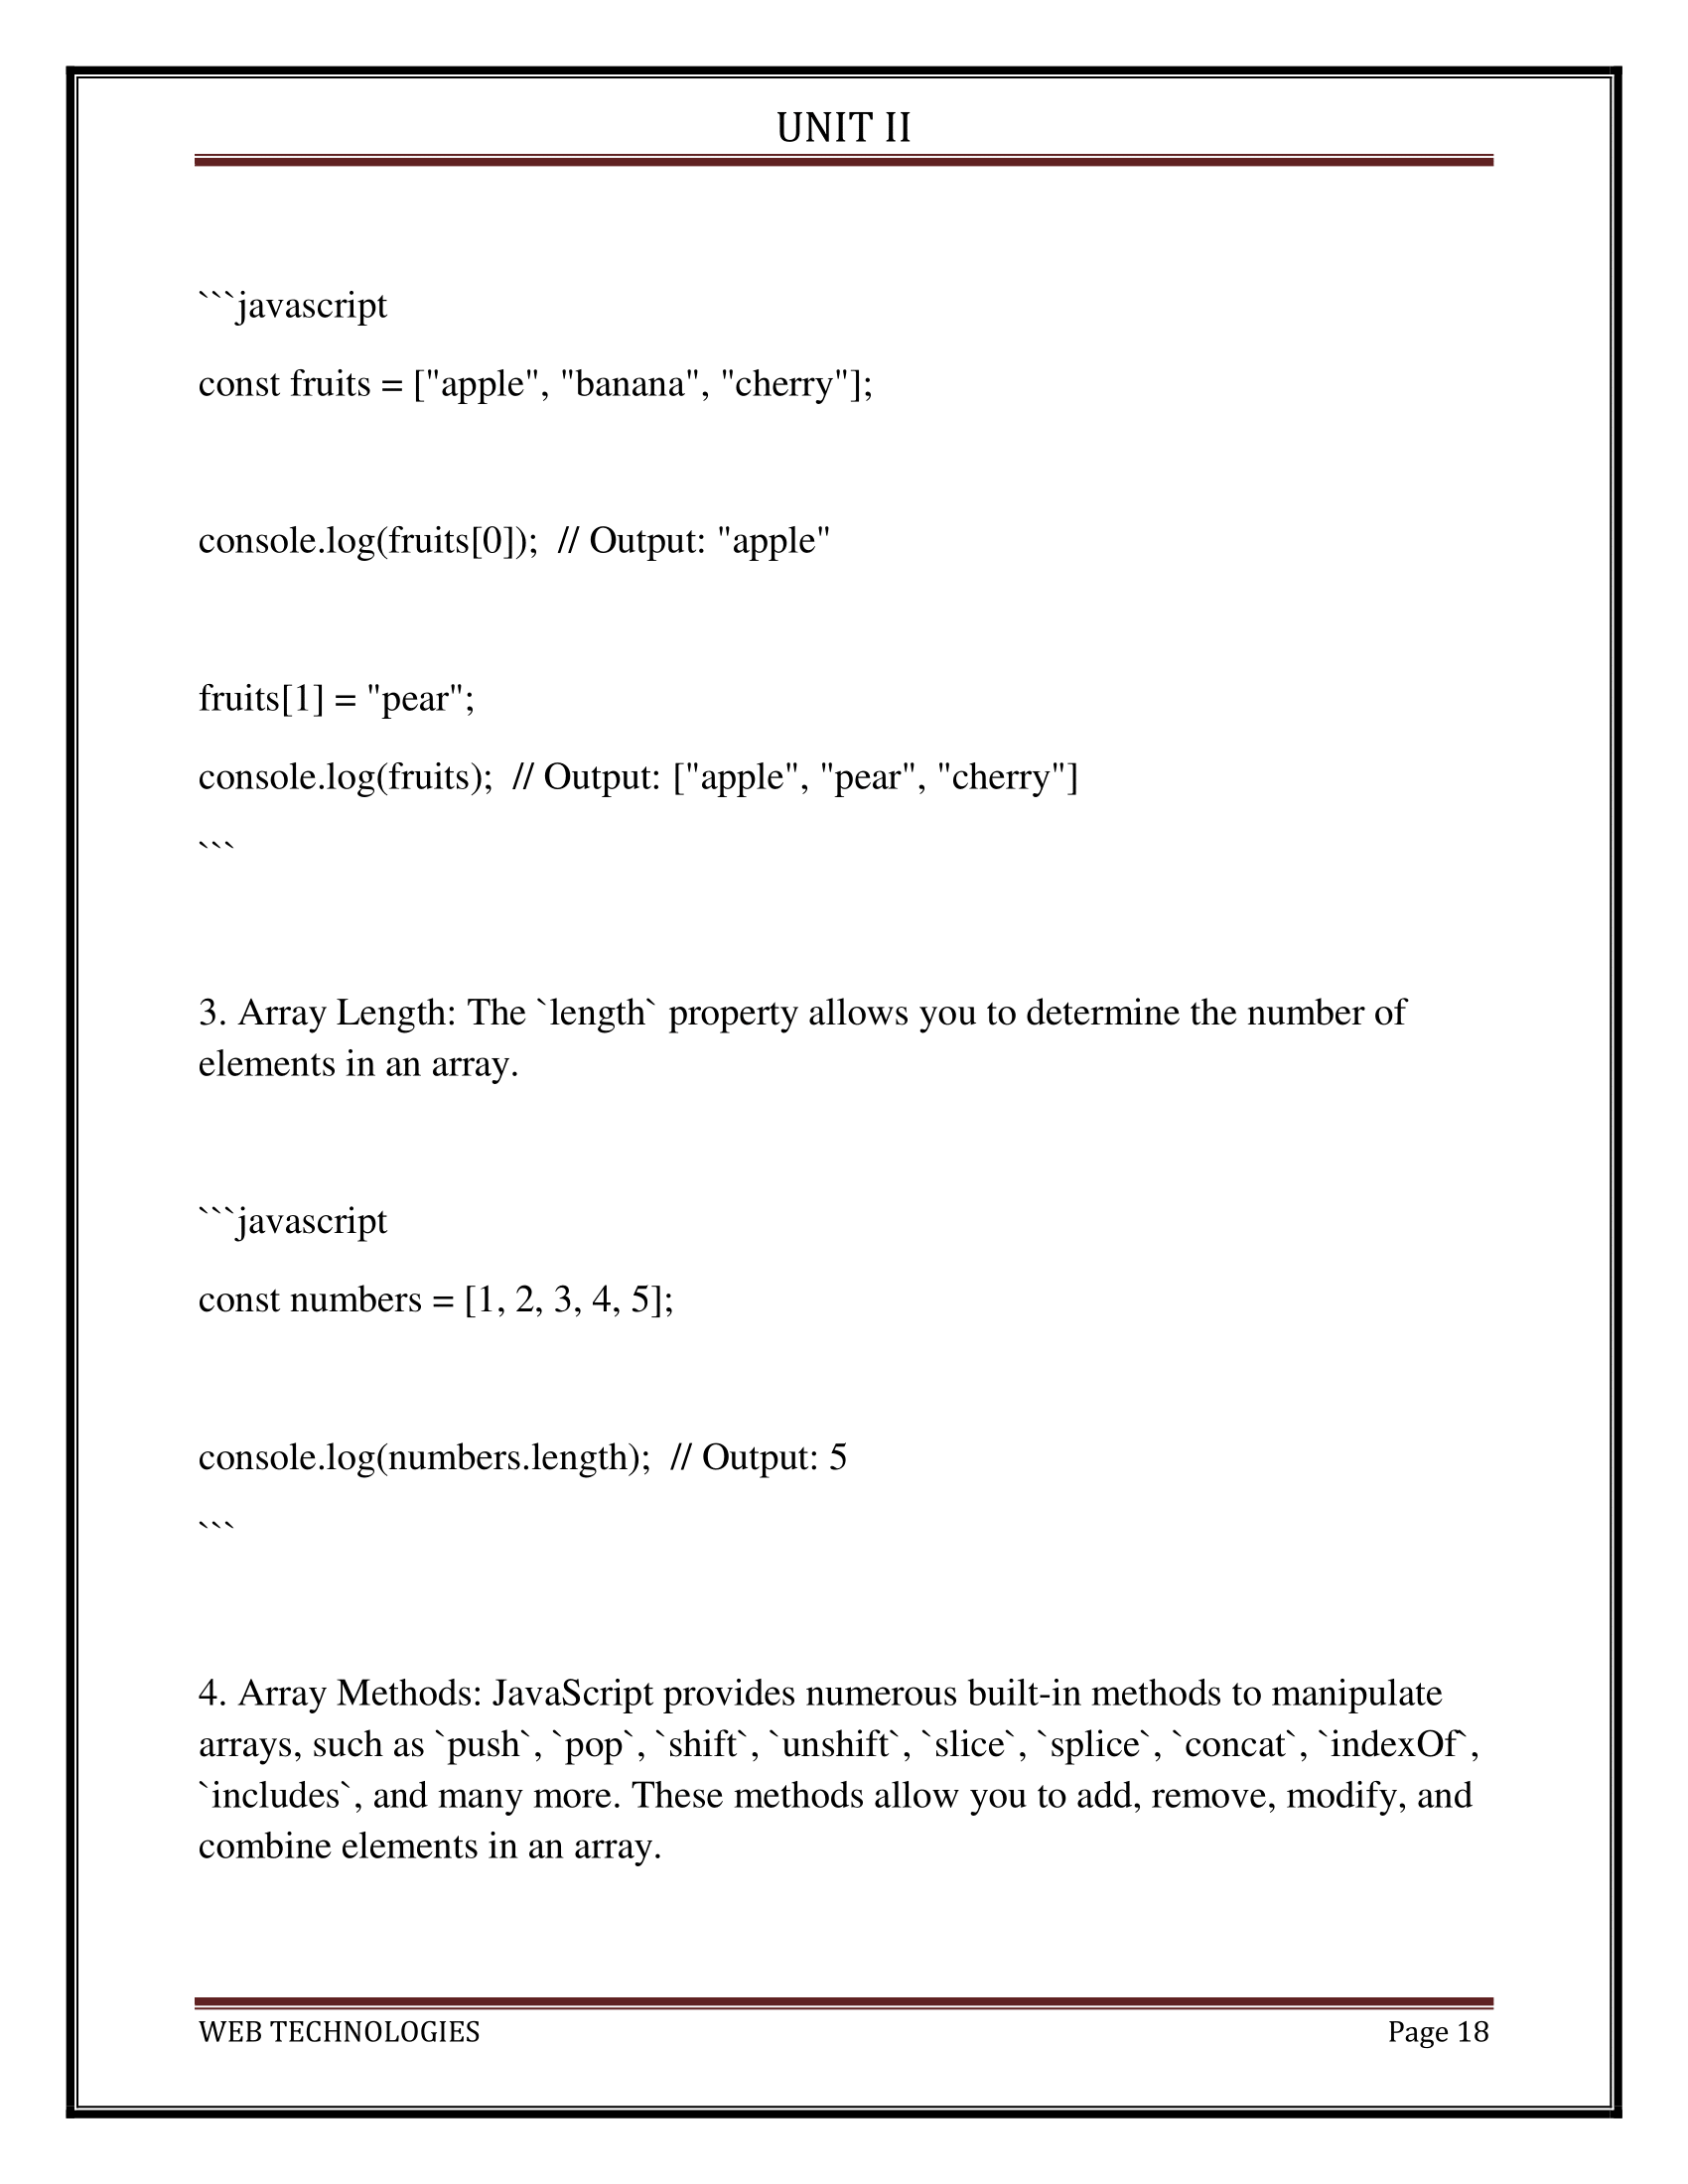 UNIT II
```javascript
const fruits = ["apple", "banana", "cherry"];
console.log(fruits[0]);  // Output: "apple"
fruits[1] = "pear";
console.log(fruits);  // Output: ["apple", "pear", "cherry"]
```
3. Array Length: The `length` property allows you to determine the number of
elements in an array.
```javascript
const numbers = [1, 2, 3, 4, 5];
console.log(numbers.length);  // Output: 5
```
4. Array Methods: JavaScript provides numerous built-in methods to manipulate
arrays, such as `push`, `pop`, `shift`, `unshift`, `slice`, `splice`, `concat`, `indexOf`,
`includes`, and many more. These methods allow you to add, remove, modify, and
combine elements in an array.
WEB TECHNOLOGIES Page 18